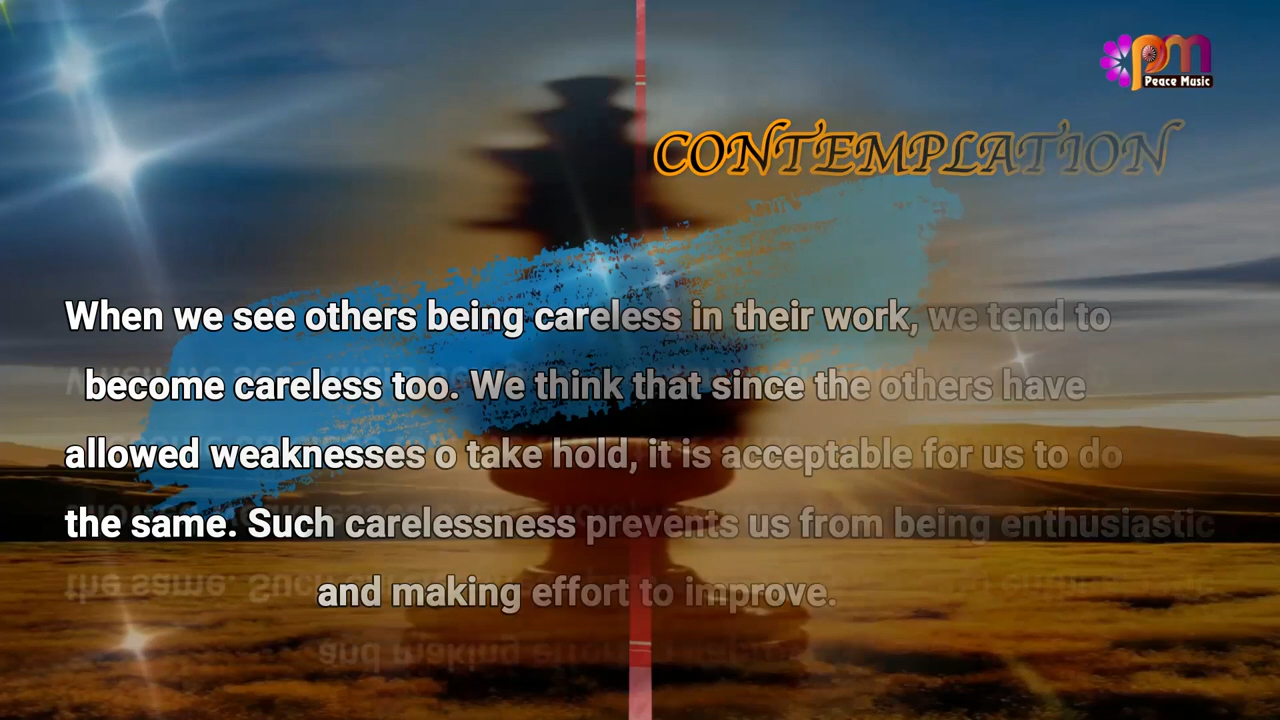 pm
Peace Music
CONTEMPLATION
When we see others being careless in their work, we tend to
become careless too. We think that since the others have
allowed weaknesses o take hold, it is acceptable for us to do
the same. Such carelessness prevents us from being enthusiastic
and making effort to improve.